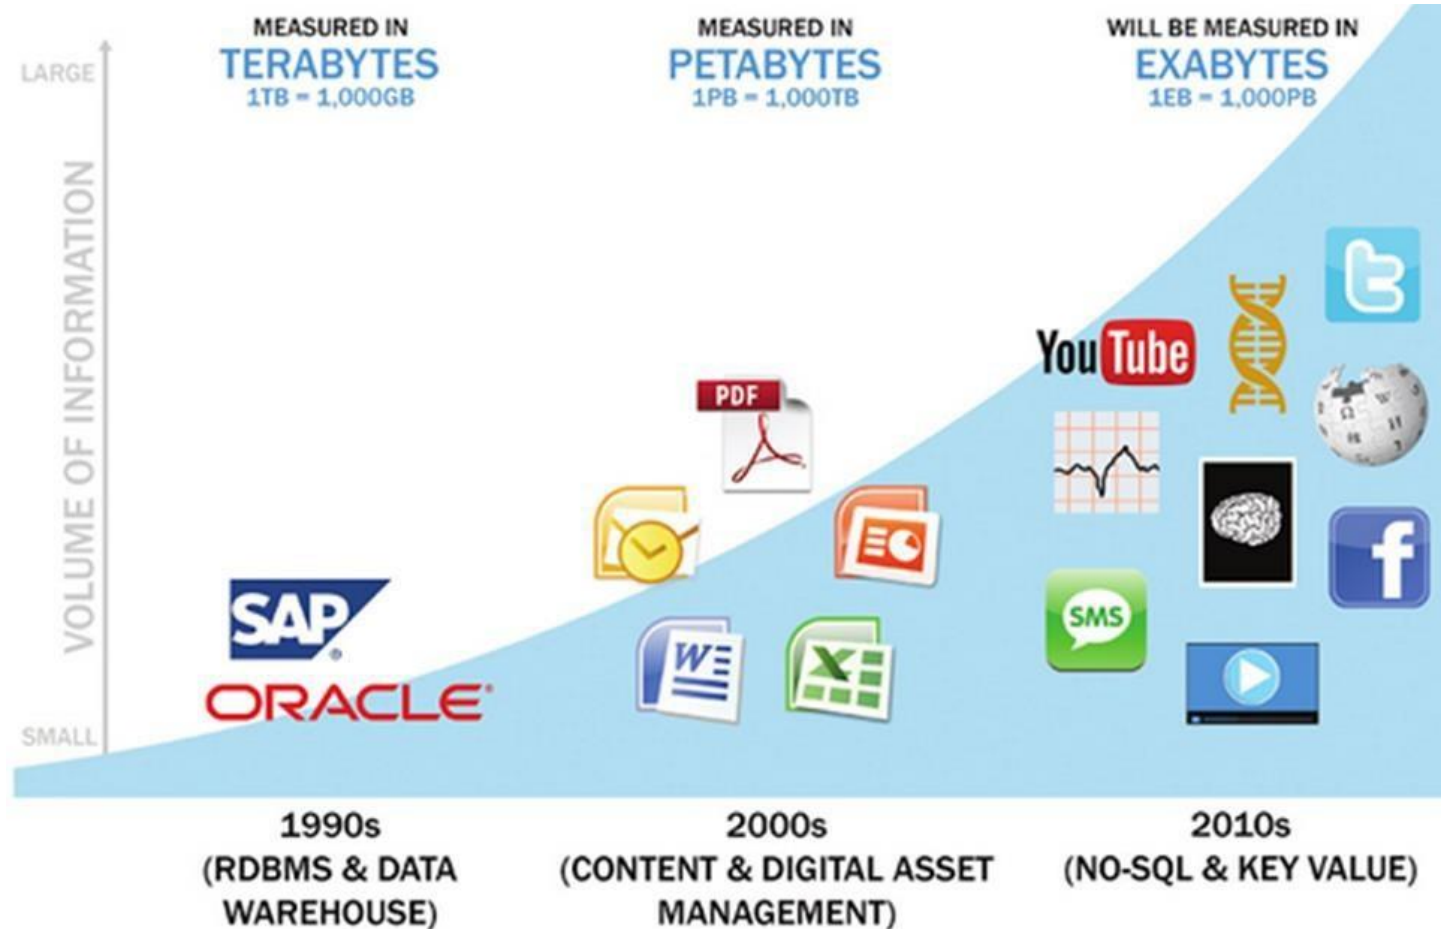 MEASURED IN
TERABYTES
1TB = 1,000GB
MEASURED IN
PETABYTES
1PB = 1,000TB
WILL BE MEASURED IN
EXABYTES
1EB = 1,000PB
LARGE
VOLUME OF INFORMATION
SMALL
SAP®
ORACLE®
PDF
W
X
YouTube
t
Ω W
И
SMS
f
1990s
(RDBMS & DATA
WAREHOUSE)
2000s
(CONTENT & DIGITAL ASSET
MANAGEMENT)
2010s
(NO-SQL & KEY VALUE)